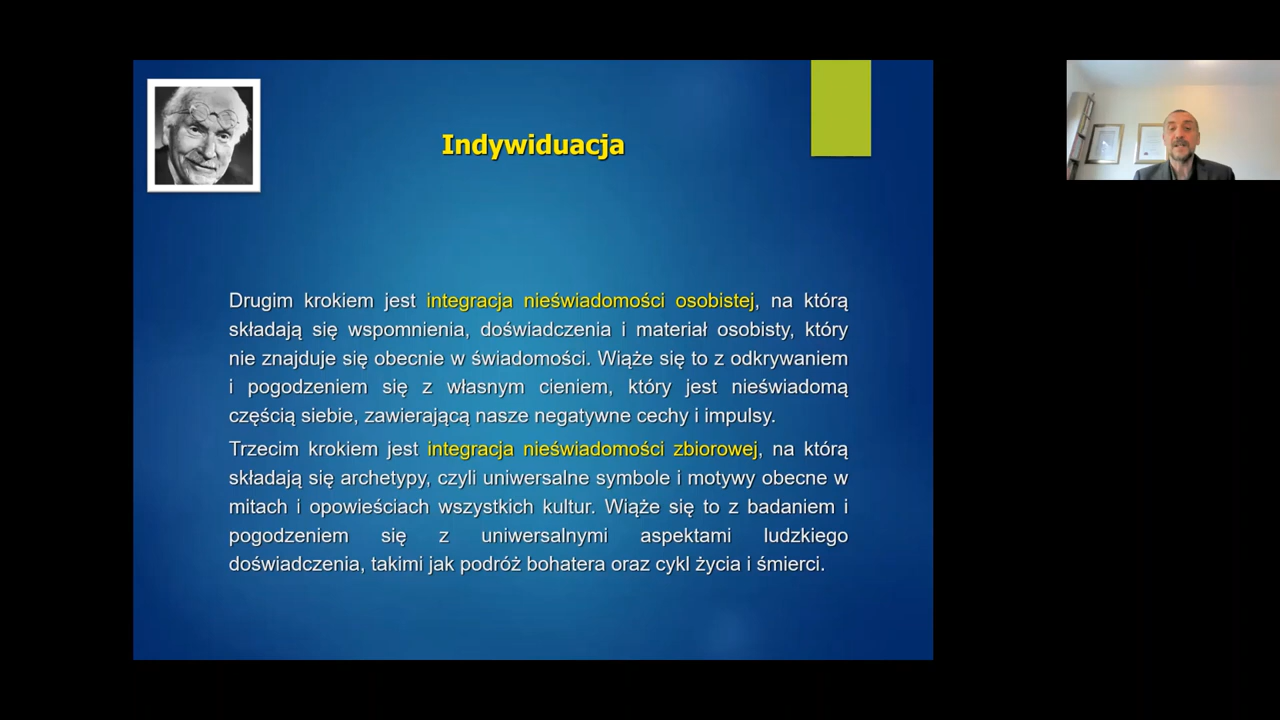 Indywiduacja
Drugim krokiem jest integracja nieświadomości osobistej, na którą
składają się wspomnienia, doświadczenia i materiał osobisty, który
nie znajduje się obecnie w świadomości. Wiąże się to z odkrywaniem
i pogodzeniem się z własnym cieniem, który jest nieświadomą
częścią siebie, zawierającą nasze negatywne cechy i impulsy.
Trzecim krokiem jest integracja nieświadomości zbiorowej, na którą
składają się archetypy, czyli uniwersalne symbole i motywy obecne w
mitach i opowieściach wszystkich kultur. Wiąże się to z badaniem i
pogodzeniem się z uniwersalnymi aspektami ludzkiego
doświadczenia, takimi jak podróż bohatera oraz cykl życia i śmierci.